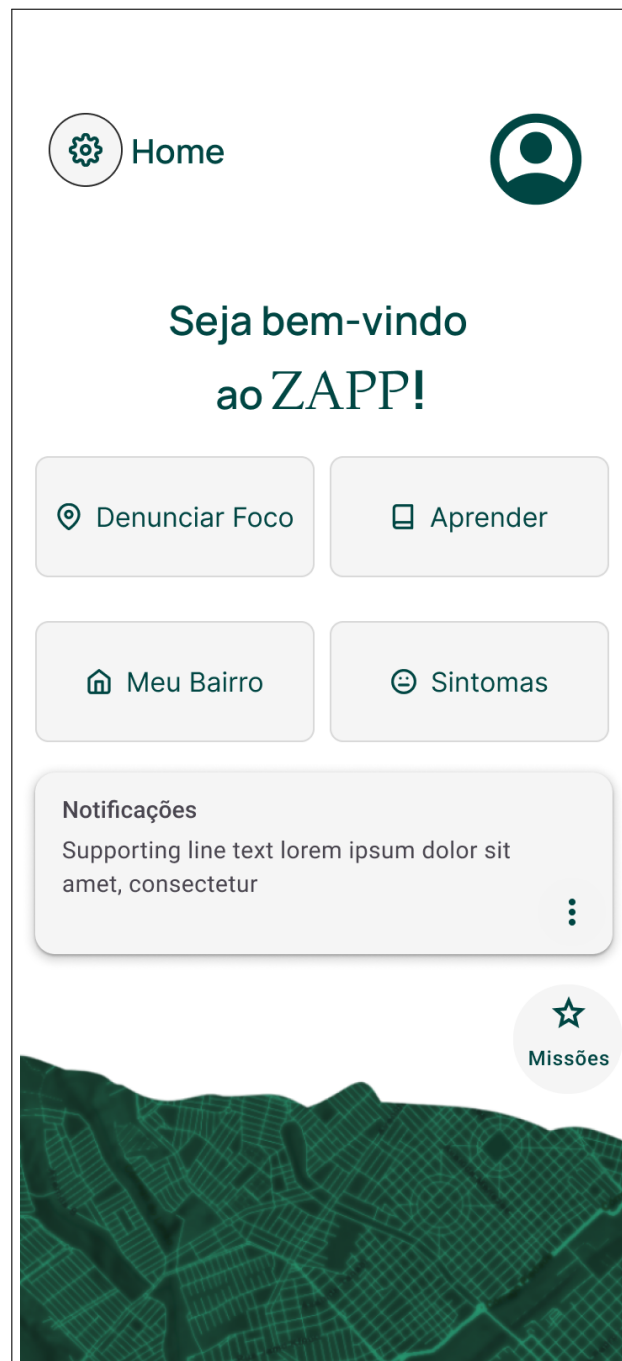 Home
Seja bem-vindo
ao ZAPP!
Denunciar Foco
Aprender
Meu Bairro
Sintomas
Notificações
Supporting line text lorem ipsum dolor sit
amet, consectetur
Missões